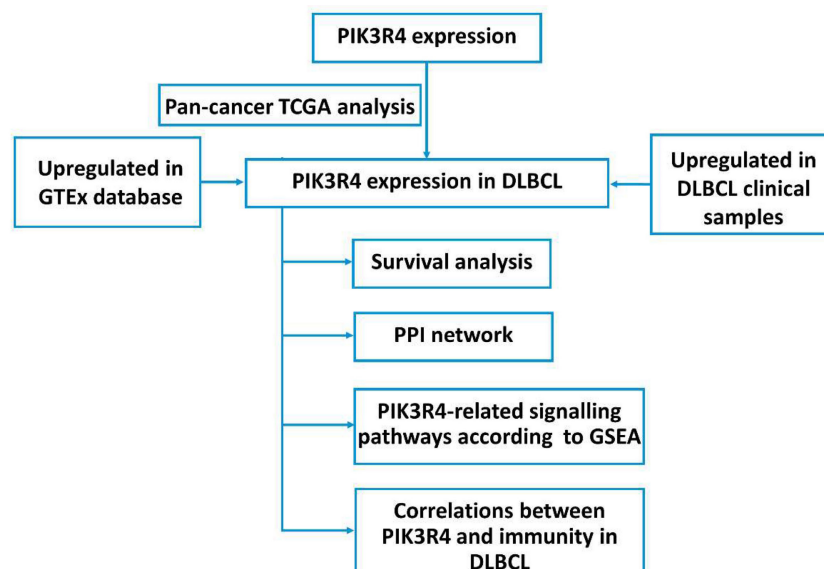 PIK3R4 expression
Pan-cancer TCGA analysis
Upregulated in
GTEx database
PIK3R4 expression in DLBCL
Upregulated in
DLBCL clinical
samples
Survival analysis
PPI network
PIK3R4-related signalling
pathways according to GSEA
Correlations between
PIK3R4 and immunity in
DLBCL